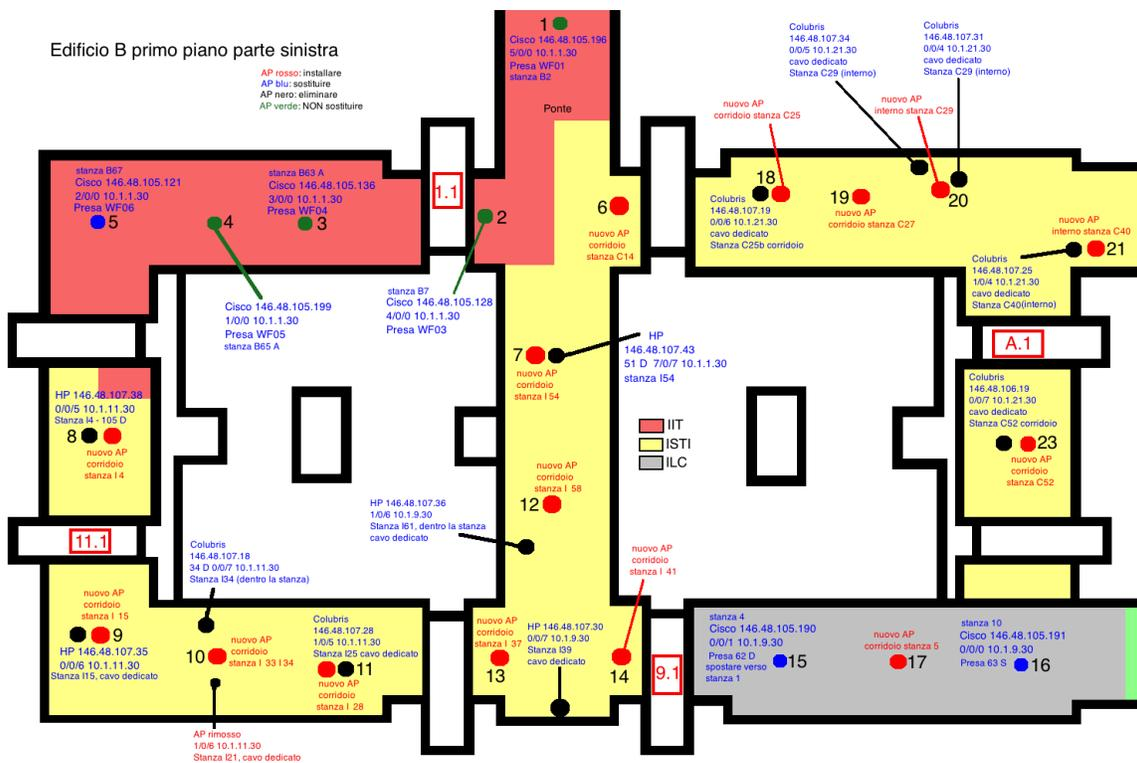 Edificio B primo piano parte sinistra
AP rosso: installare
AP blu: sostituire
AP nero: eliminare
AP verde: NON sostituire
1
Cisco 146.48.105.196
5/0/0 10.1.1.30
Presa WF01
stanza B2
Ponte
Colubris
146.48.107.34
0/0/5 10.1.21.30
cavo dedicato
Stanza C29 (interno)
Colubris
146.48.107.31
0/0/4 10.1.21.30
cavo dedicato
Stanza C29 (interno)
nuovo AP
corridoio stanza C25
nuovo AP
interno stanza C29
stanza B67
Cisco 146.48.105.121
2/0/0 10.1.1.30
Presa WF06
5
4
stanza B63 A
Cisco 146.48.105.136
3/0/0 10.1.1.30
Presa WF04
3
1.1
2
6
nuovo AP
corridoio
stanza C14
18
Colubris
146.48.107.19
0/0/6 10.1.21.30
cavo dedicato
Stanza C25b corridoio
19
nuovo AP
corridoio stanza C27
20
nuovo AP
interno stanza C40
21
Colubris
146.48.107.25
1/0/4 10.1.21.30
cavo dedicato
Stanza C40(interno)
Cisco 146.48.105.199
1/0/0 10.1.1.30
Presa WF05
stanza B65 A
stanza B7
Cisco 146.48.105.128
4/0/0 10.1.1.30
Presa WF03
7
nuovo AP
corridoio
stanza I 54
HP
146.48.107.43
51 D 7/0/7 10.1.1.30
stanza I54
A.1
HP 146.48.107.38
0/0/5 10.1.11.30
Stanza I4 - 105 D
8
nuovo AP
corridoio
stanza I 4
IIT
ISTI
ILC
Colubris
146.48.106.19
0/0/7 10.1.21.30
cavo dedicato
Stanza C52 corridoio
23
nuovo AP
corridoio
stanza C52
nuovo AP
corridoio
stanza I 58
12
HP 146.48.107.36
1/0/6 10.1.9.30
Stanza I61, dentro la stanza
cavo dedicato
11.1
Colubris
146.48.107.18
34 D 0/0/7 10.1.11.30
Stanza I34 (dentro la stanza)
nuovo AP
corridoio
stanza I 41
nuovo AP
corridoio
stanza I 15
9
HP 146.48.107.35
0/0/6 10.1.11.30
Stanza I15, cavo dedicato
10
nuovo AP
corridoio
stanza I 33 I 34
Colubris
146.48.107.28
1/0/5 10.1.11.30
Stanza I25 cavo dedicato
11
nuovo AP
corridoio
stanza I 28
nuovo AP
corridoio
stanza I 37
13
HP 146.48.107.30
0/0/7 10.1.9.30
Stanza I39
cavo dedicato
14
9.1
stanza 4
Cisco 146.48.105.190
0/0/1 10.1.9.30
Presa 62 D
spostare verso
stanza 1
15
nuovo AP
corridoio stanza 5
17
stanza 10
Cisco 146.48.105.191
0/0/0 10.1.9.30
Presa 63 S
16
AP rimosso
1/0/6 10.1.11.30
Stanza I21, cavo dedicato